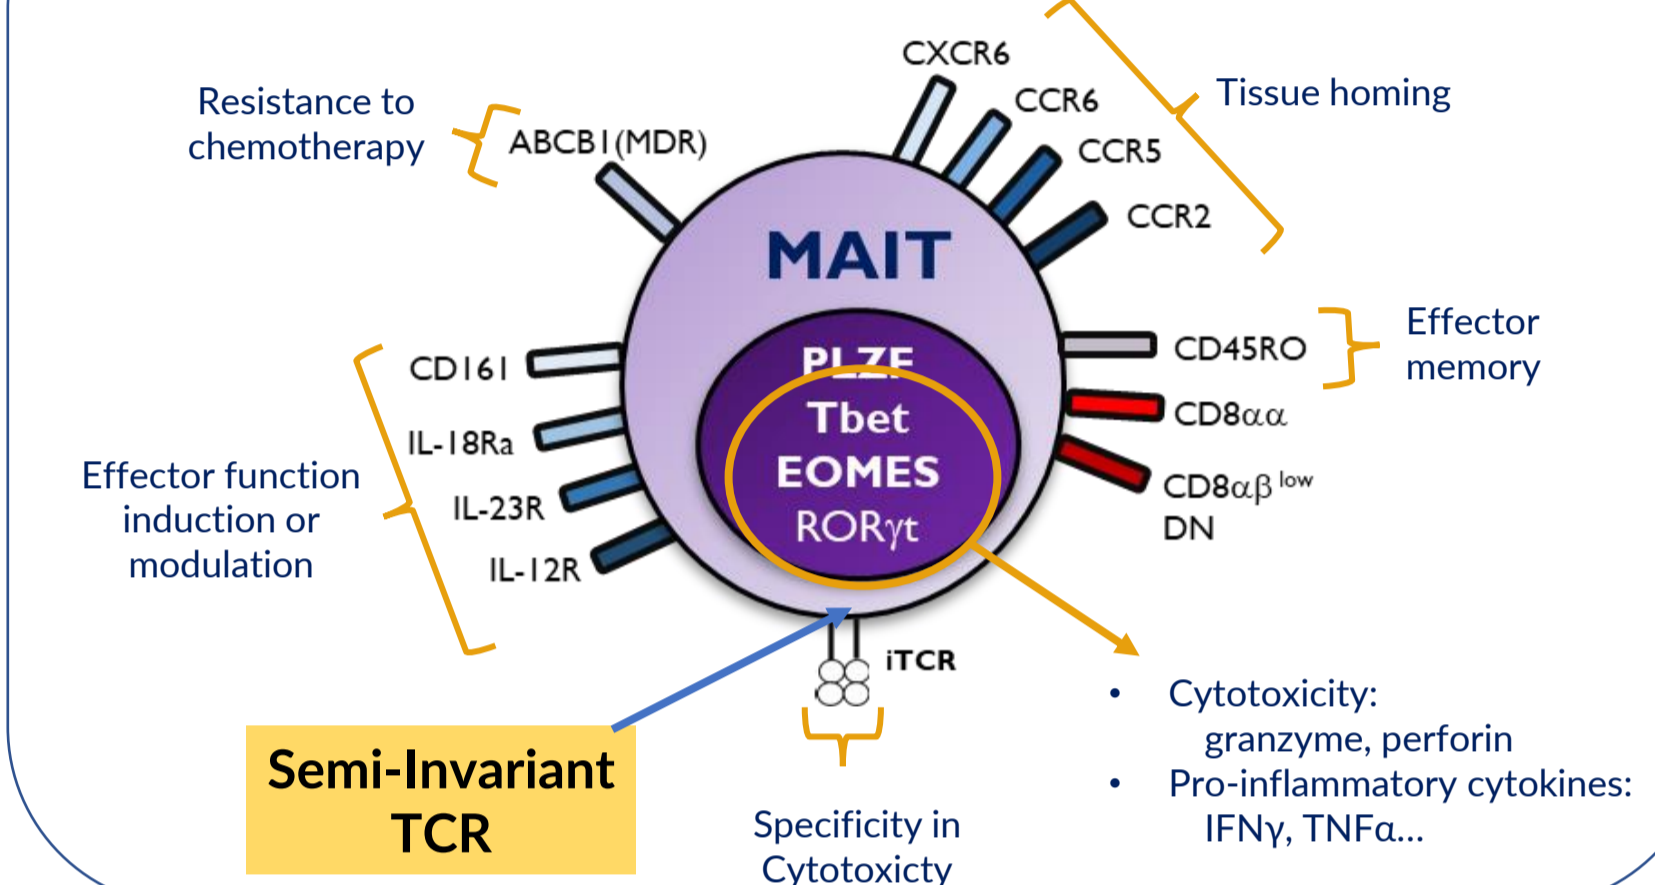 CXCR6
Resistance to
chemotherapy
ABCB1(MDR)
CCR6
Tissue homing
CCR5
CCR2
MAIT
CD161
IL-18Ra
IL-23R
IL-12R
Effector function
induction or
modulation
PLZF
Tbet
EOMES
RORγt
CD45RO
Effector
memory
CD8αα
CD8αβ low
DN
iTCR
Semi-Invariant
TCR
Specificity in
Cytotoxicty
• Cytotoxicity:
granzyme, perforin
• Pro-inflammatory cytokines:
IFNγ, TNFα...